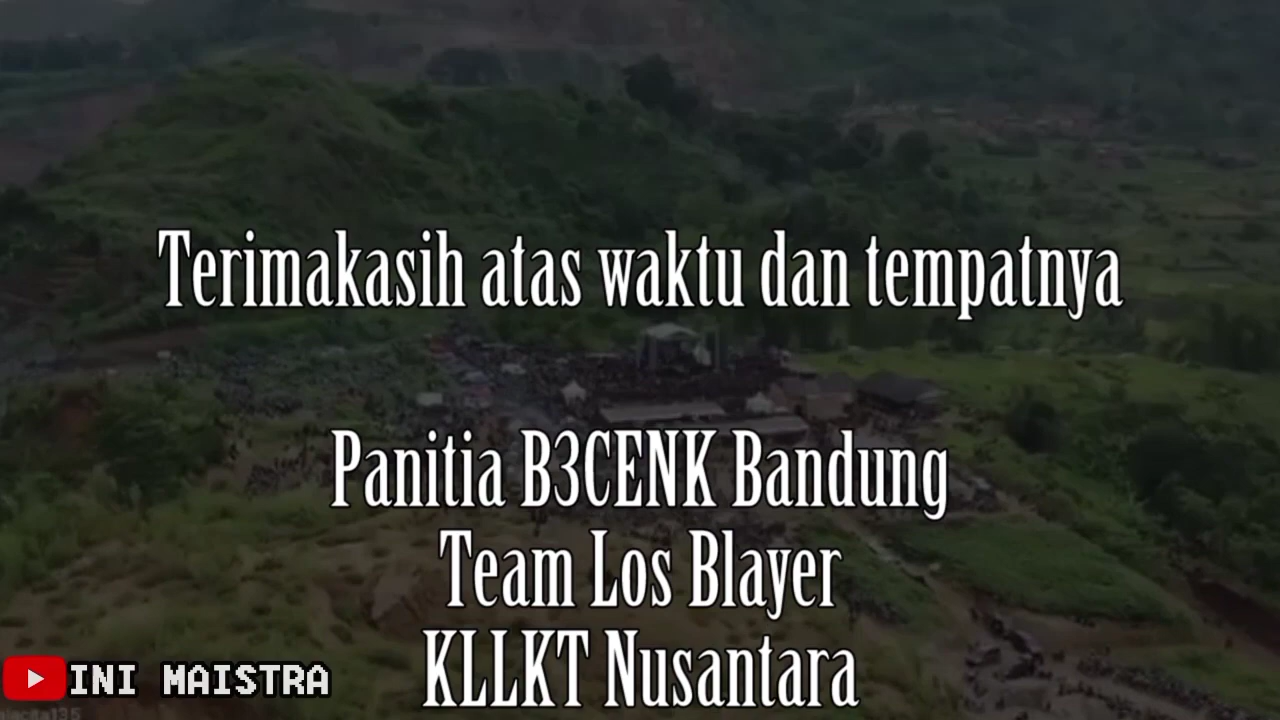 Terimakasih atas waktu dan tempatnya
Panitia B3CENK Bandung
Team Los Blayer
KLLKT Nusantara
INI MAISTRA